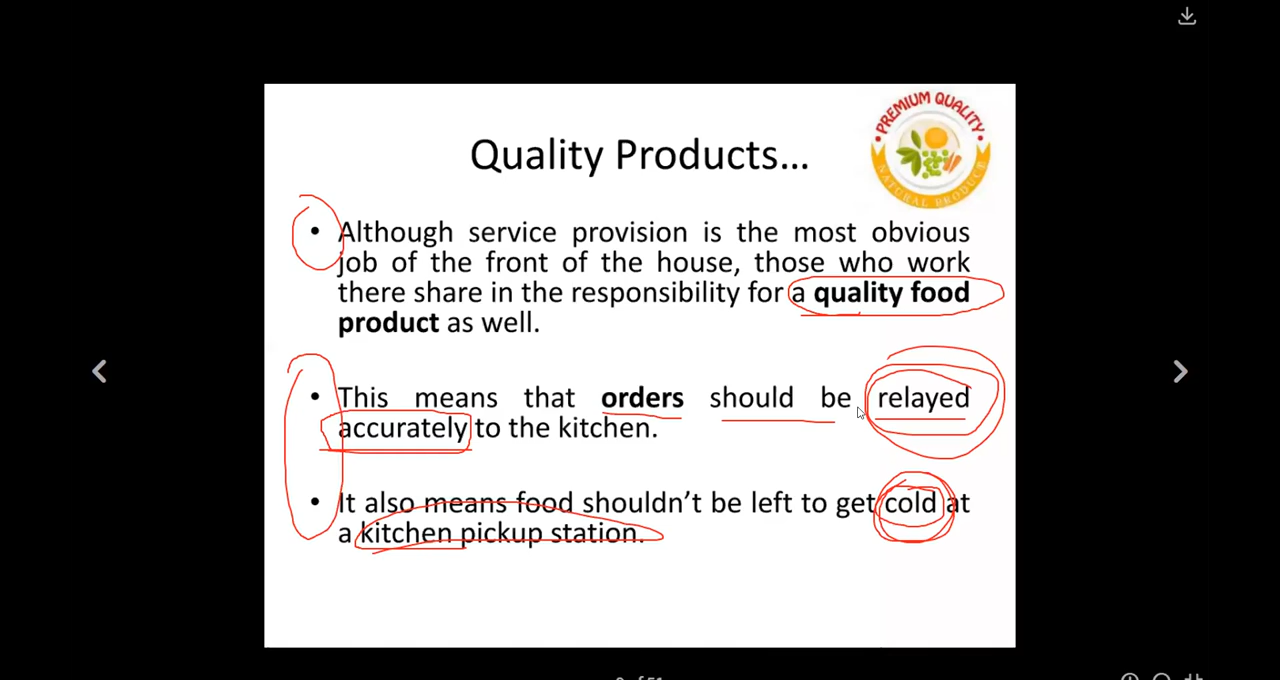 PREMIUM QUALITY
NATURAL PRODUCE
Quality Products…
• Although service provision is the most obvious
job of the front of the house, those who work
there share in the responsibility for a quality food
product as well.
• This means that orders should be relayed
accurately to the kitchen.
• It also means food shouldn’t be left to get cold at
a kitchen pickup station.